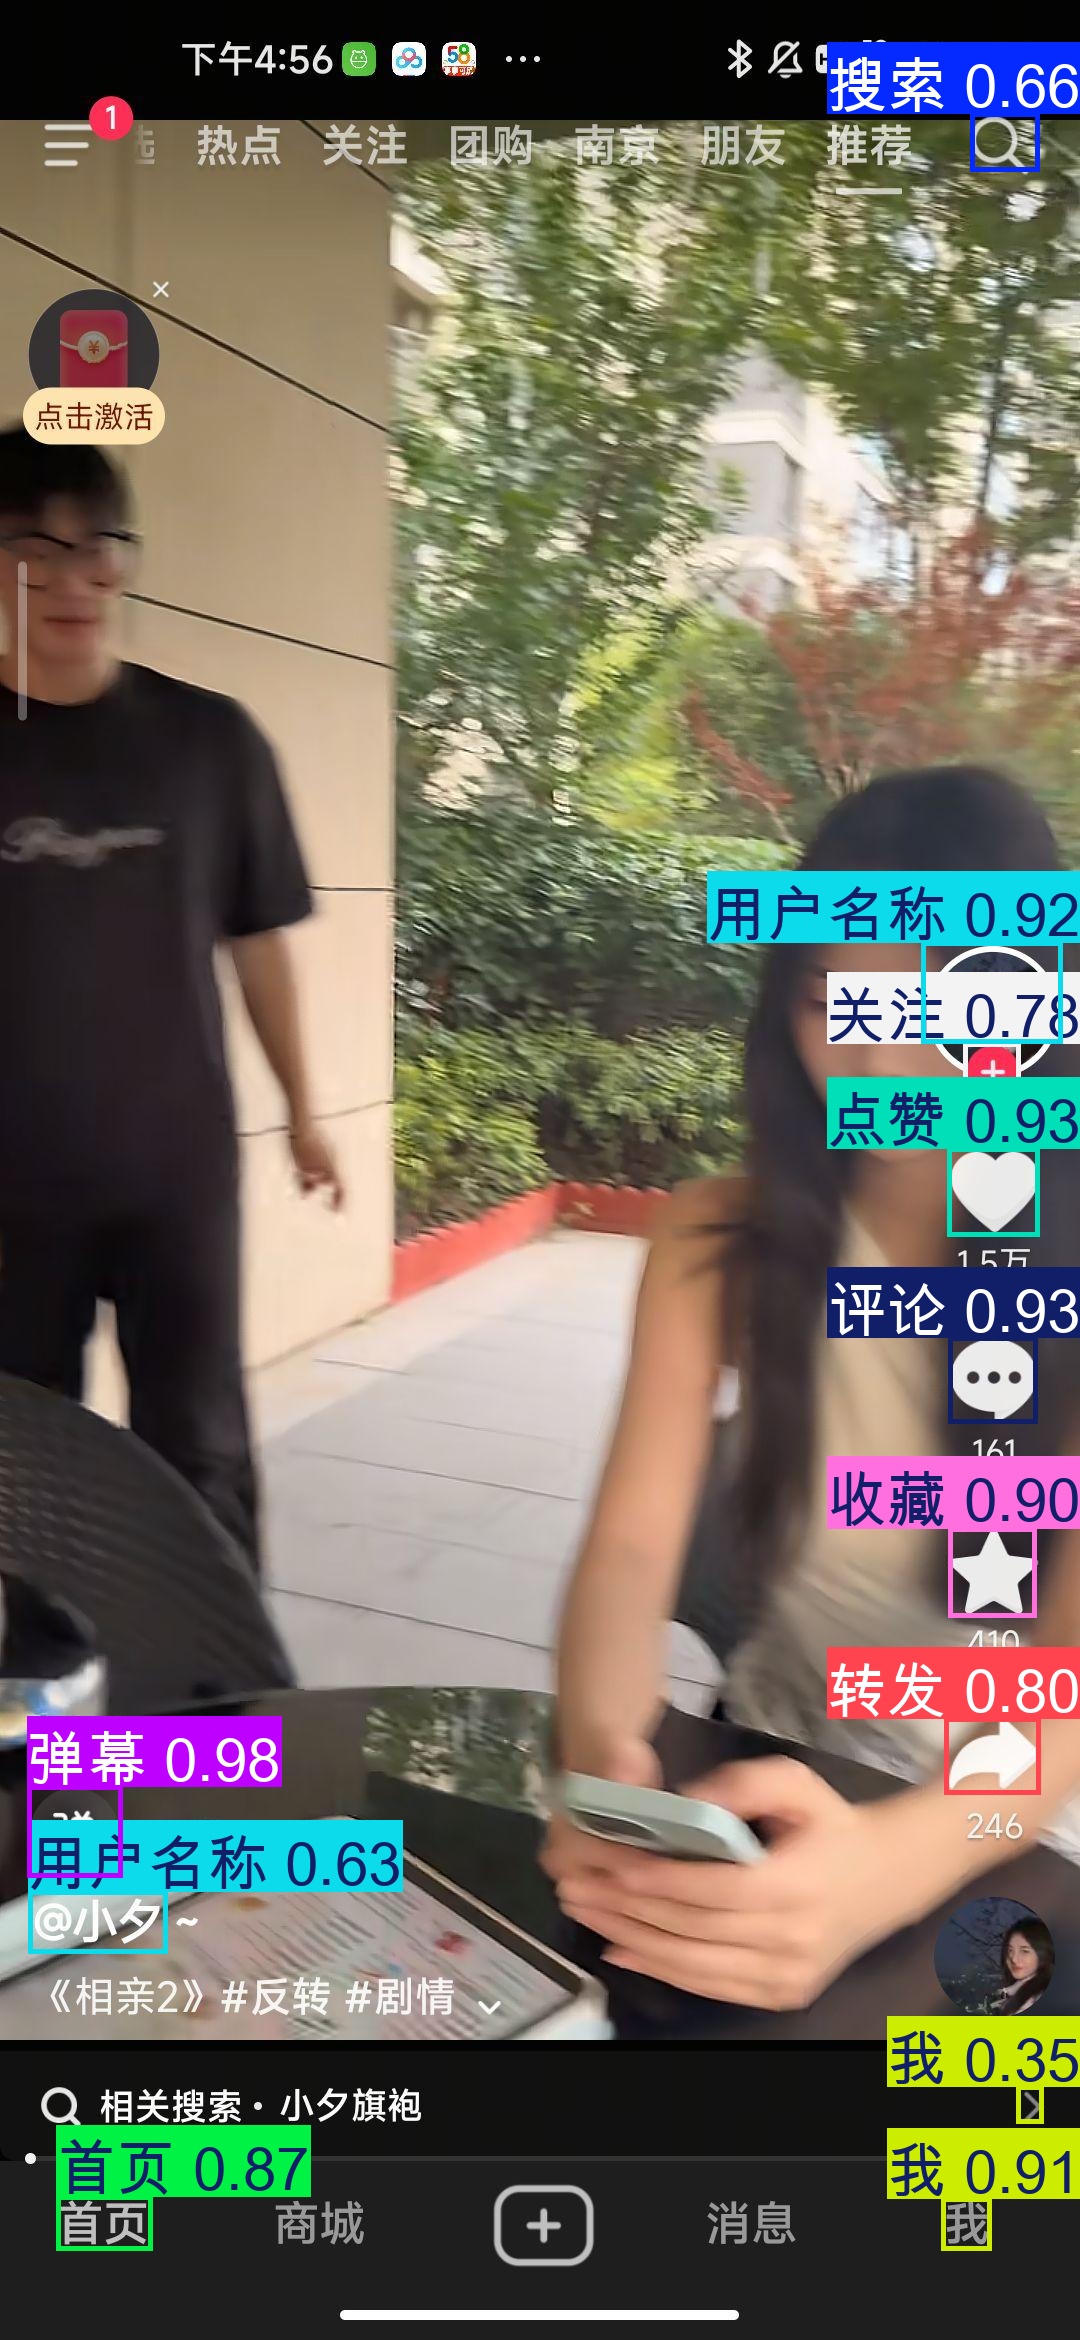 下午4:56
58
···
搜索 0.66
1
热点 关注 团购 南京 朋友 推荐
点击激活
用户名称 0.92
关注 0.78
点赞 0.93
评论 0.93
161
收藏 0.90
410
转发 0.80
246
弹幕 0.98
用户名称 0.63
@小夕 ~
《相亲2》#反转 #剧情
我 0.35
相关搜索 · 小夕旗袍
首页 0.87
我 0.91
首页 商城 消息 我